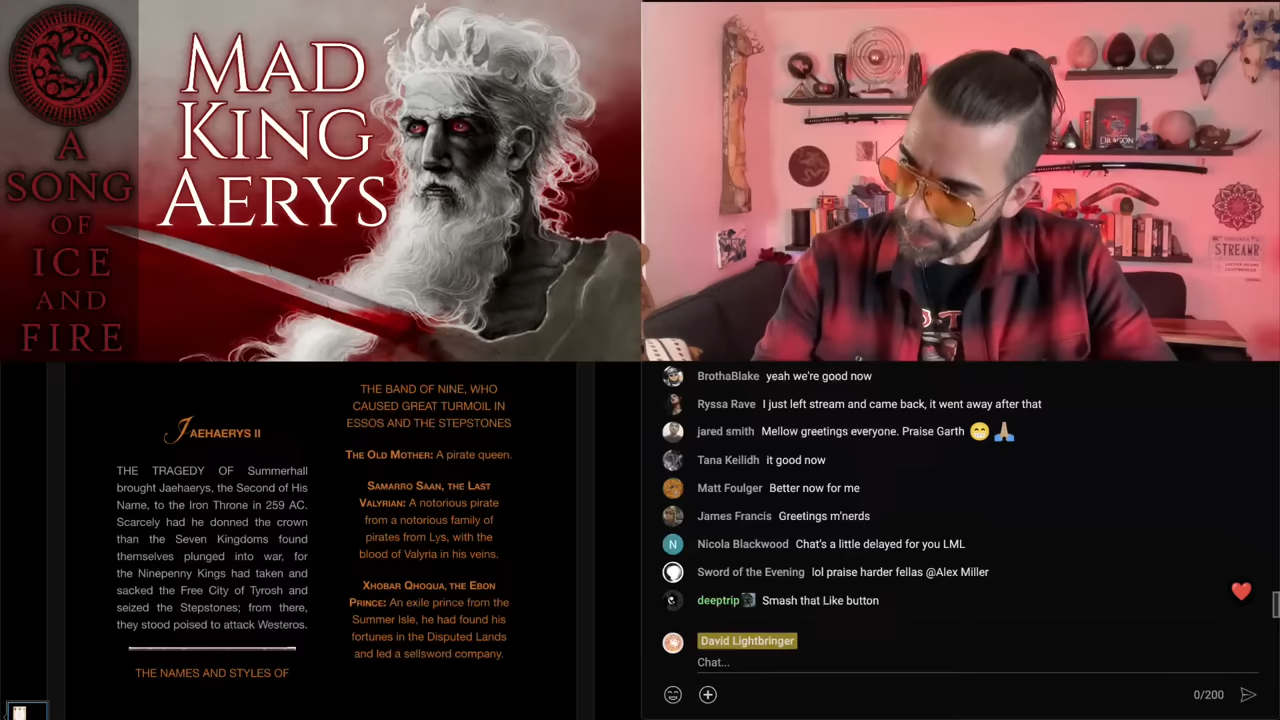 A
SONG
OF
ICE
AND
FIRE
MAD
KING
AERYS
DRAGON
STREAMR
JAEHAERYS II
THE TRAGEDY OF Summerhall
brought Jaehaerys, the Second of His
Name, to the Iron Throne in 259 AC.
Scarcely had he donned the crown
than the Seven Kingdoms found
themselves plunged into war, for
the Ninepenny Kings had taken and
sacked the Free City of Tyrosh and
seized the Stepstones; from there,
they stood poised to attack Westeros.
THE NAMES AND STYLES OF
THE BAND OF NINE, WHO
CAUSED GREAT TURMOIL IN
ESSOS AND THE STEPSTONES
THE OLD MOTHER: A pirate queen.
SAMARRO SAAN, THE LAST
VALYRIAN: A notorious pirate
from a notorious family of
pirates from Lys, with the
blood of Valyria in his veins.
XHOBAR QHOQUA, THE EBON
PRINCE: An exile prince from the
Summer Isle, he had found his
fortunes in the Disputed Lands
and led a sellsword company.
BrothaBlake yeah we're good now
Ryssa Rave I just left stream and came back, it went away after that
jared smith Mellow greetings everyone. Praise Garth 😁 🙏🏽
Tana Keilidh it good now
Matt Foulger Better now for me
James Francis Greetings m'nerds
N Nicola Blackwood Chat's a little delayed for you LML
Sword of the Evening lol praise harder fellas @Alex Miller
deeptrip Smash that Like button
David Lightbringer
Chat...
0/200